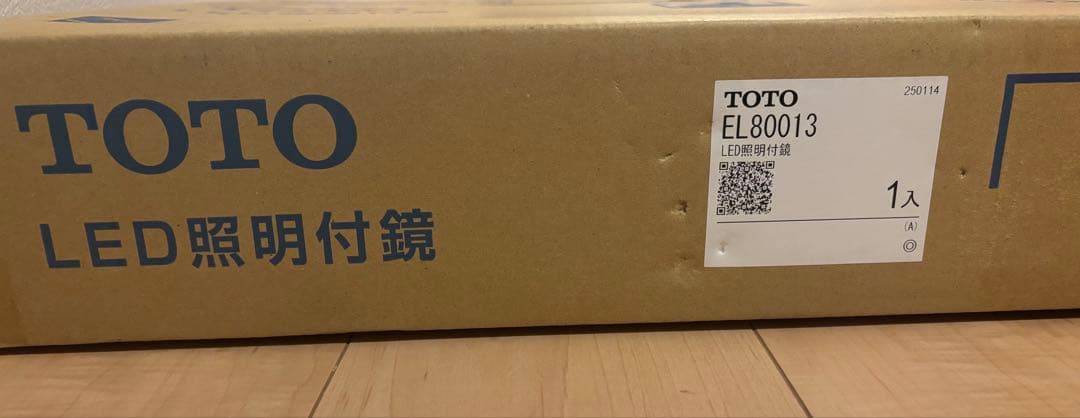 TOTO
LED照明付鏡
TOTO
250114
EL80013
LED照明付鏡
1入
(A)
◎